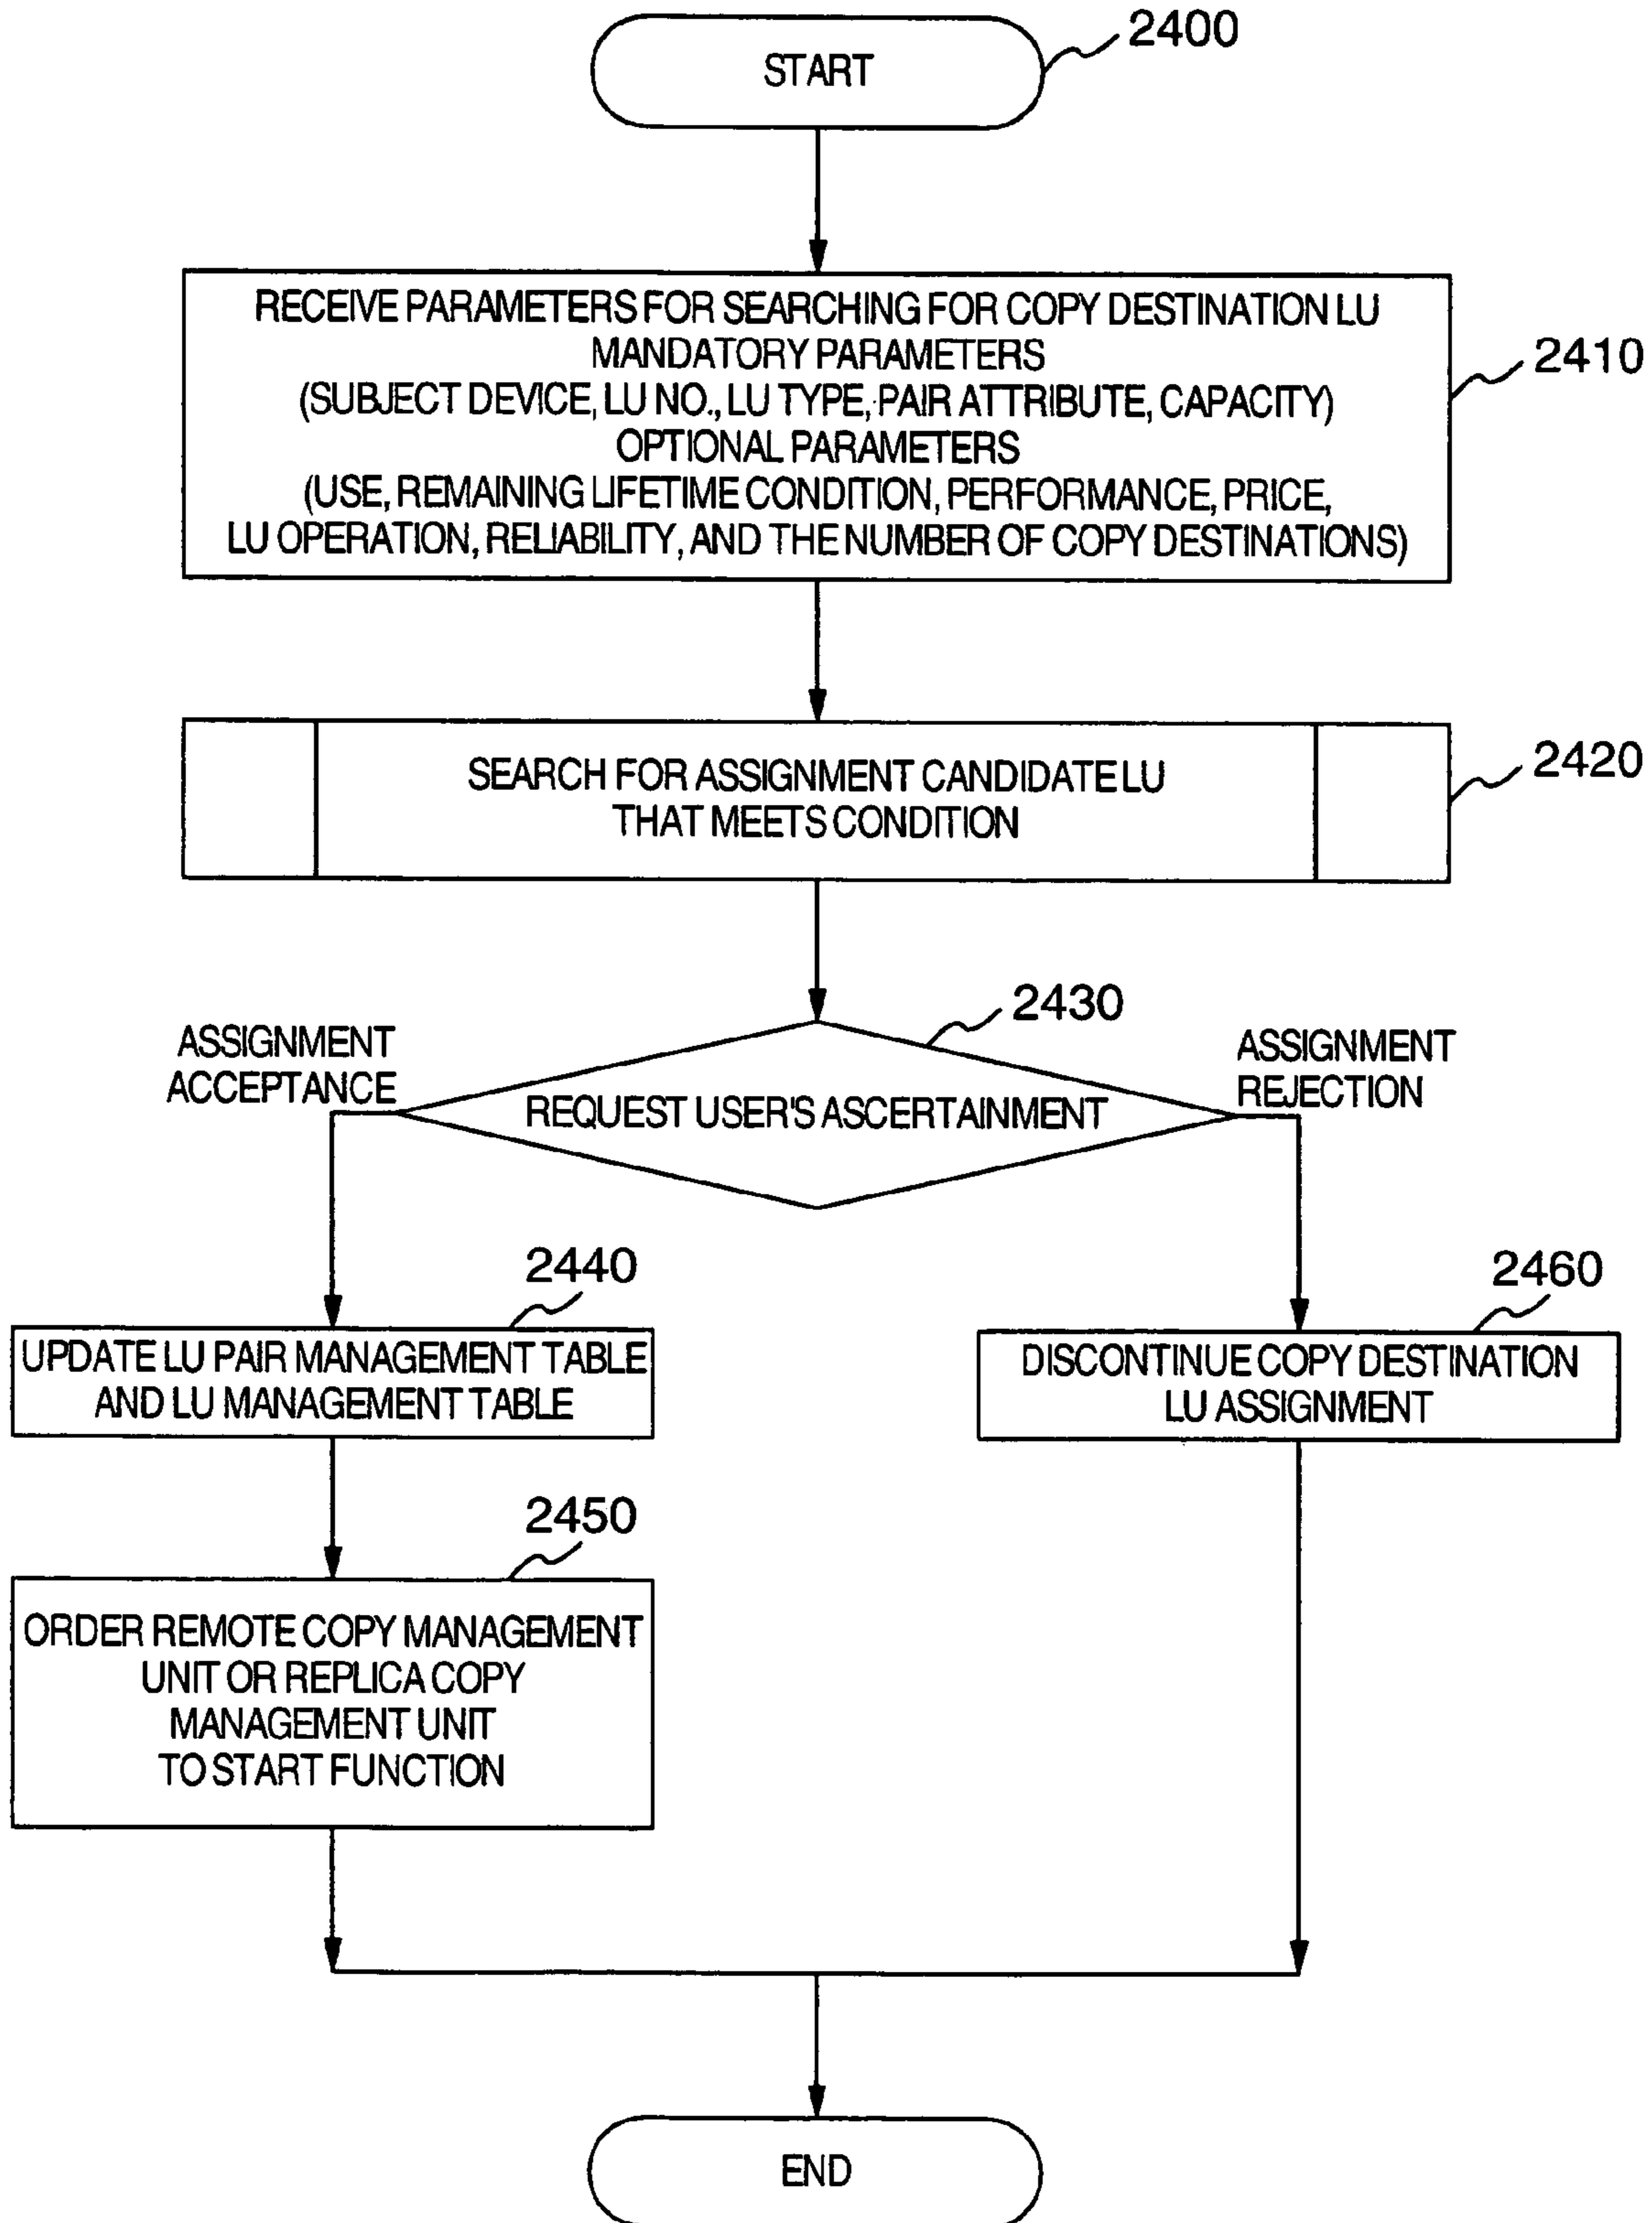 2400
START
RECEIVE PARAMETERS FOR SEARCHING FOR COPY DESTINATION LU
MANDATORY PARAMETERS
(SUBJECT DEVICE, LU NO., LU TYPE, PAIR ATTRIBUTE, CAPACITY)
OPTIONAL PARAMETERS
(USE, REMAINING LIFETIME CONDITION, PERFORMANCE, PRICE,
LU OPERATION, RELIABILITY, AND THE NUMBER OF COPY DESTINATIONS)
2410
SEARCH FOR ASSIGNMENT CANDIDATE LU
THAT MEETS CONDITION
2420
2430
ASSIGNMENT
ACCEPTANCE
REQUEST USER'S ASCERTAINMENT
ASSIGNMENT
REJECTION
2440
UPDATE LU PAIR MANAGEMENT TABLE
AND LU MANAGEMENT TABLE
2460
DISCONTINUE COPY DESTINATION
LU ASSIGNMENT
2450
ORDER REMOTE COPY MANAGEMENT
UNIT OR REPLICA COPY
MANAGEMENT UNIT
TO START FUNCTION
END